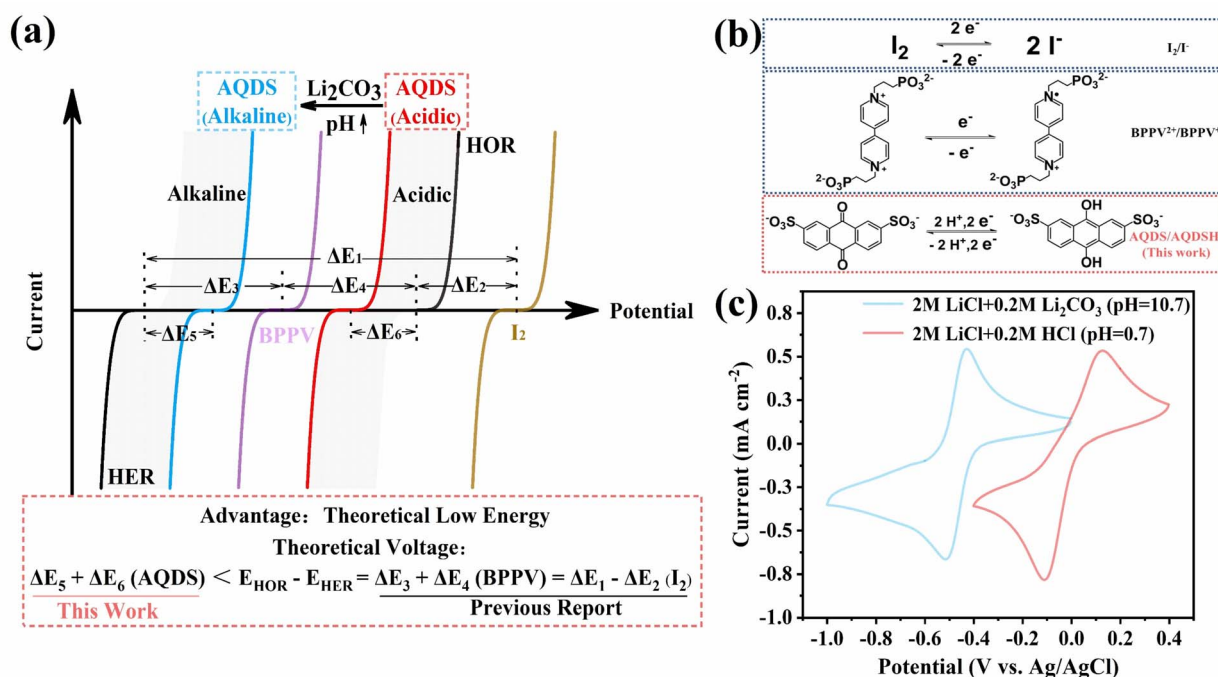 (a)
AQDS
(Alkaline)
Li₂CO₃
pH ↑
AQDS
(Acidic)
HOR
Alkaline
Acidic
ΔE₁
ΔE₃
ΔE₄
ΔE₂
Potential
Current
ΔE₅
BPPV
ΔE₆
I₂
HER
Advantage: Theoretical Low Energy
Theoretical Voltage:
ΔE₅ + ΔE₆ (AQDS) < E_HOR - E_HER = ΔE₃ + ΔE₄ (BPPV) = ΔE₁ - ΔE₂ (I₂)
This Work
Previous Report
(b)
I₂
2 e⁻
- 2 e⁻
2 I⁻
I₂/I⁻
PO₃²⁻
N⁺
N⁺
²⁻O₃P
e⁻
- e⁻
PO₃²⁻
N•
N⁺
²⁻O₃P
BPPV²⁺/BPPV⁺
⁻O₃S
O
O
SO₃⁻
2 H⁺,2 e⁻
- 2 H⁺,2 e⁻
⁻O₃S
OH
OH
SO₃⁻
AQDS/AQDSH
(This work)
(c)
2M LiCl+0.2M Li₂CO₃ (pH=10.7)
2M LiCl+0.2M HCl (pH=0.7)
Current (mA cm⁻²)
0.8
0.5
0.3
0.0
-0.3
-0.5
-0.8
-1.0
-1.0 -0.8 -0.6 -0.4 -0.2 0.0 0.2 0.4
Potential (V vs. Ag/AgCl)